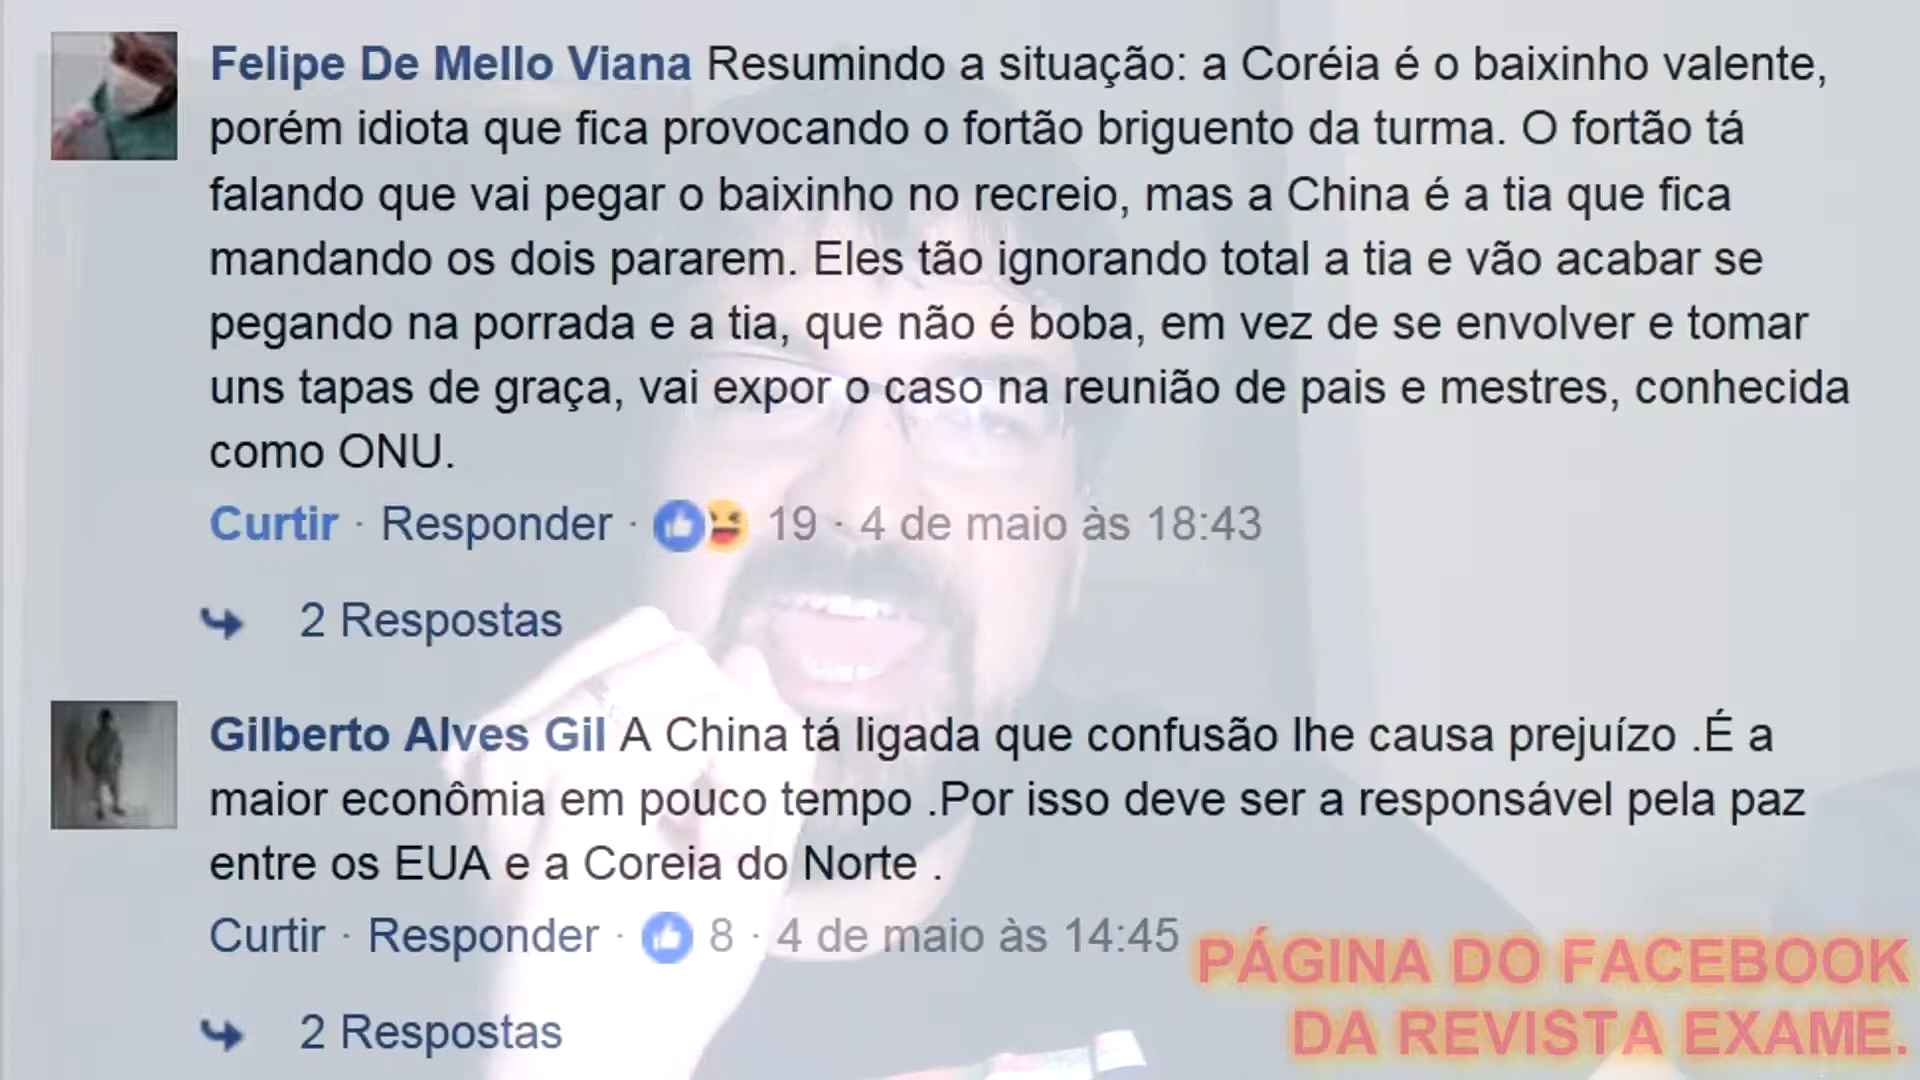 Felipe De Mello Viana Resumindo a situação: a Coréia é o baixinho valente,
porém idiota que fica provocando o fortão briguento da turma. O fortão tá
falando que vai pegar o baixinho no recreio, mas a China é a tia que fica
mandando os dois pararem. Eles tão ignorando total a tia e vão acabar se
pegando na porrada e a tia, que não é boba, em vez de se envolver e tomar
uns tapas de graça, vai expor o caso na reunião de pais e mestres, conhecida
como ONU.
Curtir · Responder · 19 · 4 de maio às 18:43
2 Respostas
Gilberto Alves Gil A China tá ligada que confusão lhe causa prejuízo .É a
maior econômia em pouco tempo .Por isso deve ser a responsável pela paz
entre os EUA e a Coreia do Norte .
Curtir · Responder · 8 · 4 de maio às 14:45
2 Respostas
PÁGINA DO FACEBOOK
DA REVISTA EXAME.